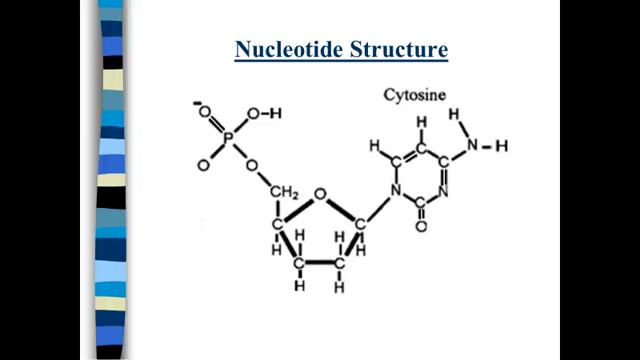 Nucleotide Structure
Cytosine
- O O-H H H
P H C N-H
O O C C
CH₂ O N N
C C C
H H H H O
C C
H H